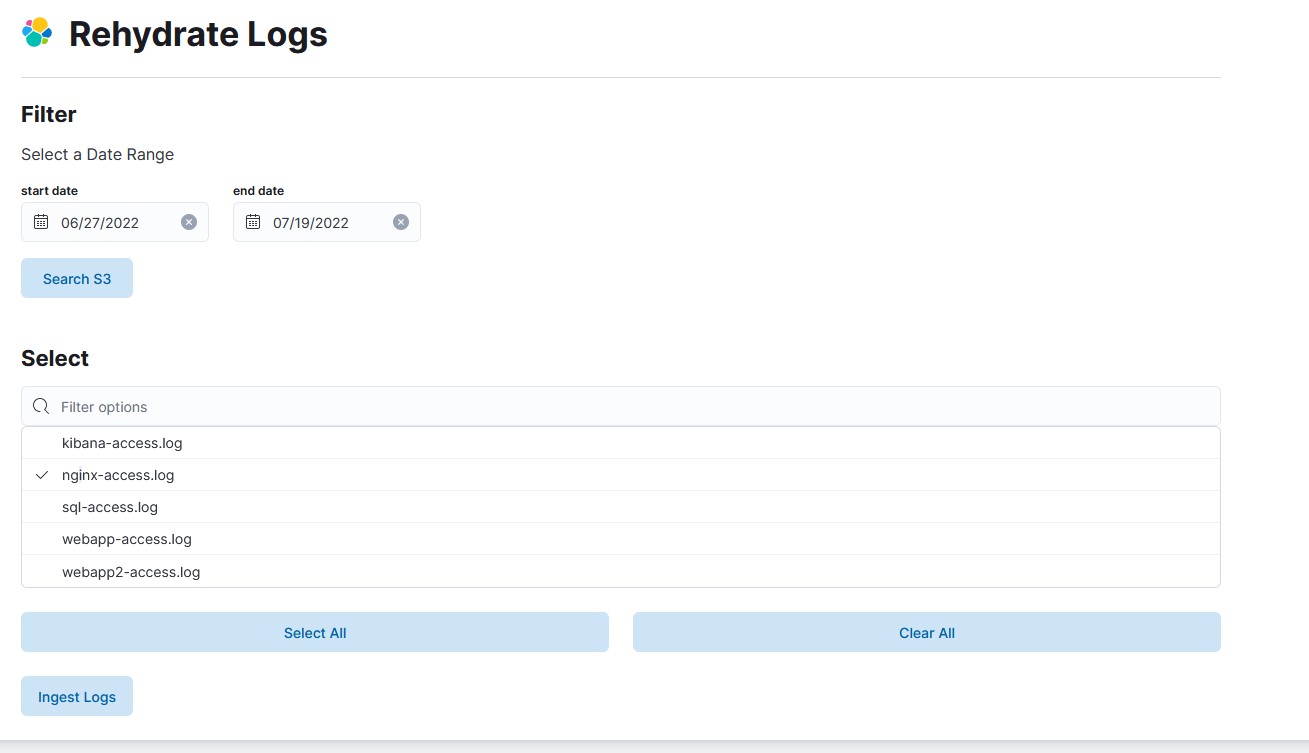 Rehydrate Logs
Filter
Select a Date Range
start date end date
06/27/2022 07/19/2022
Search S3
Select
Filter options
kibana-access.log
nginx-access.log
sql-access.log
webapp-access.log
webapp2-access.log
Select All Clear All
Ingest Logs